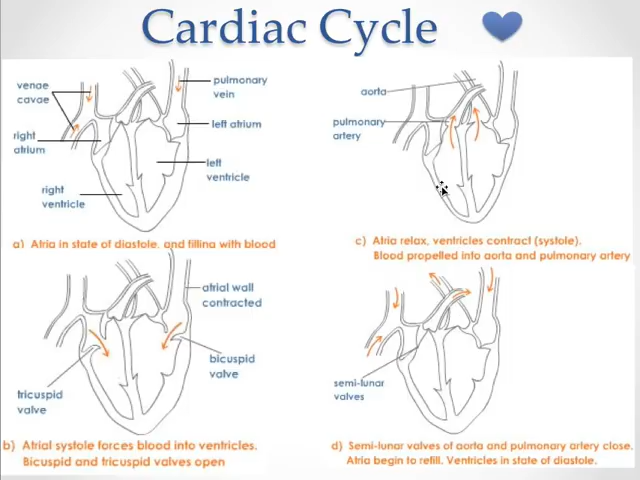 Cardiac Cycle
venae
cavae
pulmonary
vein
right
atrium
left atrium
left
ventricle
right
ventricle
a) Atria in state of diastole, and filling with blood
aorta
pulmonary
artery
c) Atria relax, ventricles contract (systole).
Blood propelled into aorta and pulmonary artery
atrial wall
contracted
bicuspid
valve
tricuspid
valve
b) Atrial systole forces blood into ventricles.
Bicuspid and tricuspid valves open
semi-lunar
valves
d) Semi-lunar valves of aorta and pulmonary artery close.
Atria begin to refill. Ventricles in state of diastole.